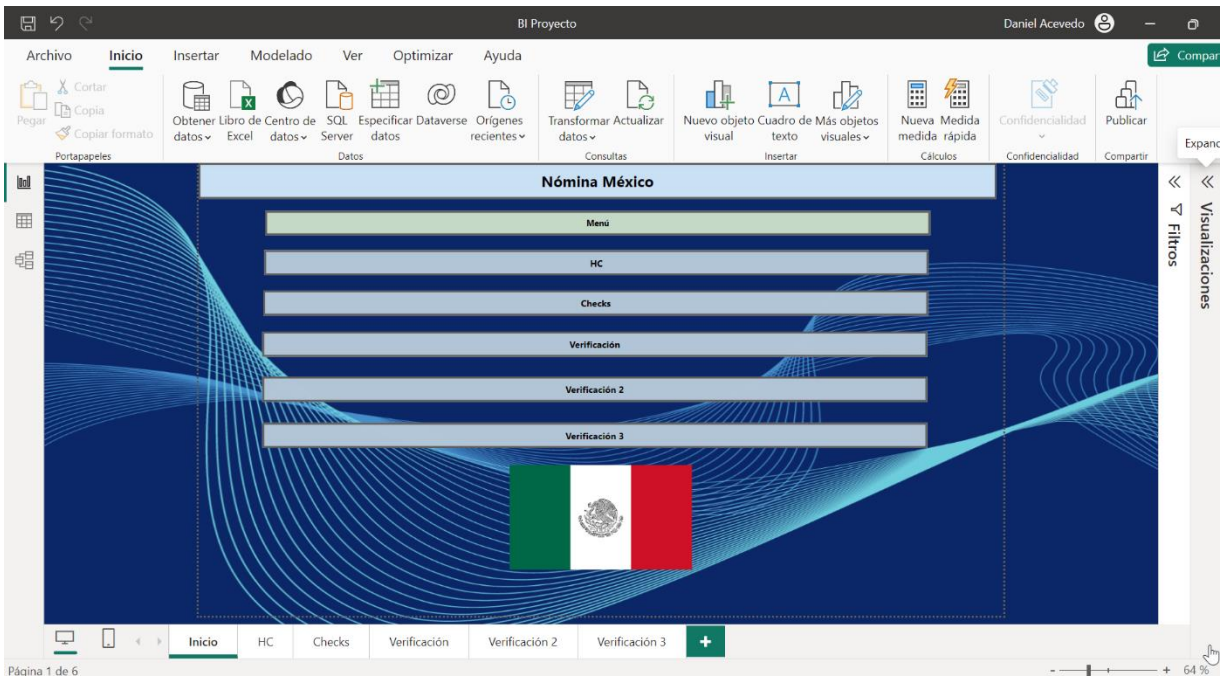 BI Proyecto
Daniel Acevedo
Archivo Inicio Insertar Modelado Ver Optimizar Ayuda
Compar
Pegar
Cortar
Copia
Copiar formato
Portapapeles
Obtener datos
Libro de Excel
Centro de datos
SQL Server
Especificar datos
Dataverse
Orígenes recientes
Datos
Transformar datos
Actualizar
Consultas
Nuevo objeto visual
Cuadro de texto
Más objetos visuales
Insertar
Nueva medida
Medida rápida
Cálculos
Confidencialidad
Confidencialidad
Publicar
Compartir
Expand
Nómina México
Menú
HC
Checks
Verificación
Verificación 2
Verificación 3
Filtros
Visualizaciones
Inicio HC Checks Verificación Verificación 2 Verificación 3
Página 1 de 6
64 %